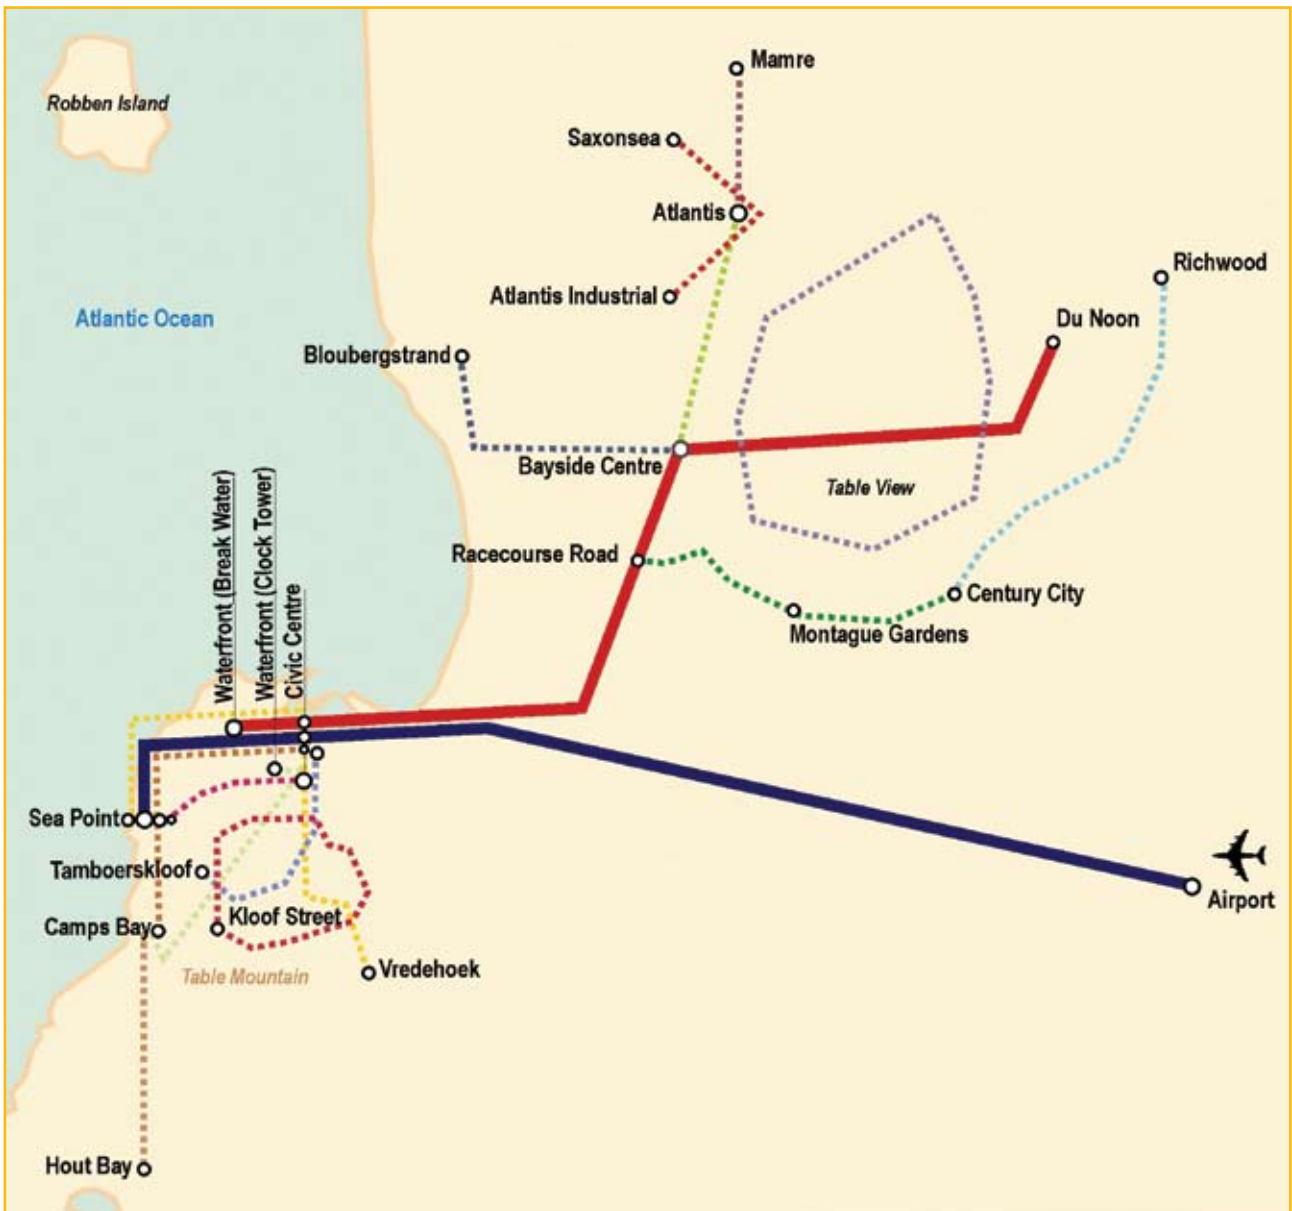 Mamre
Robben Island
Saxonsea
Atlantis
Richwood
Atlantis Industrial
Atlantic Ocean
Du Noon
Bloubergstrand
Bayside Centre
Table View
Waterfront (Break Water)
Waterfront (Clock Tower)
Civic Centre
Racecourse Road
Century City
Montague Gardens
Sea Point
Tamboerskloof
Airport
Kloof Street
Camps Bay
Vredehoek
Table Mountain
Hout Bay